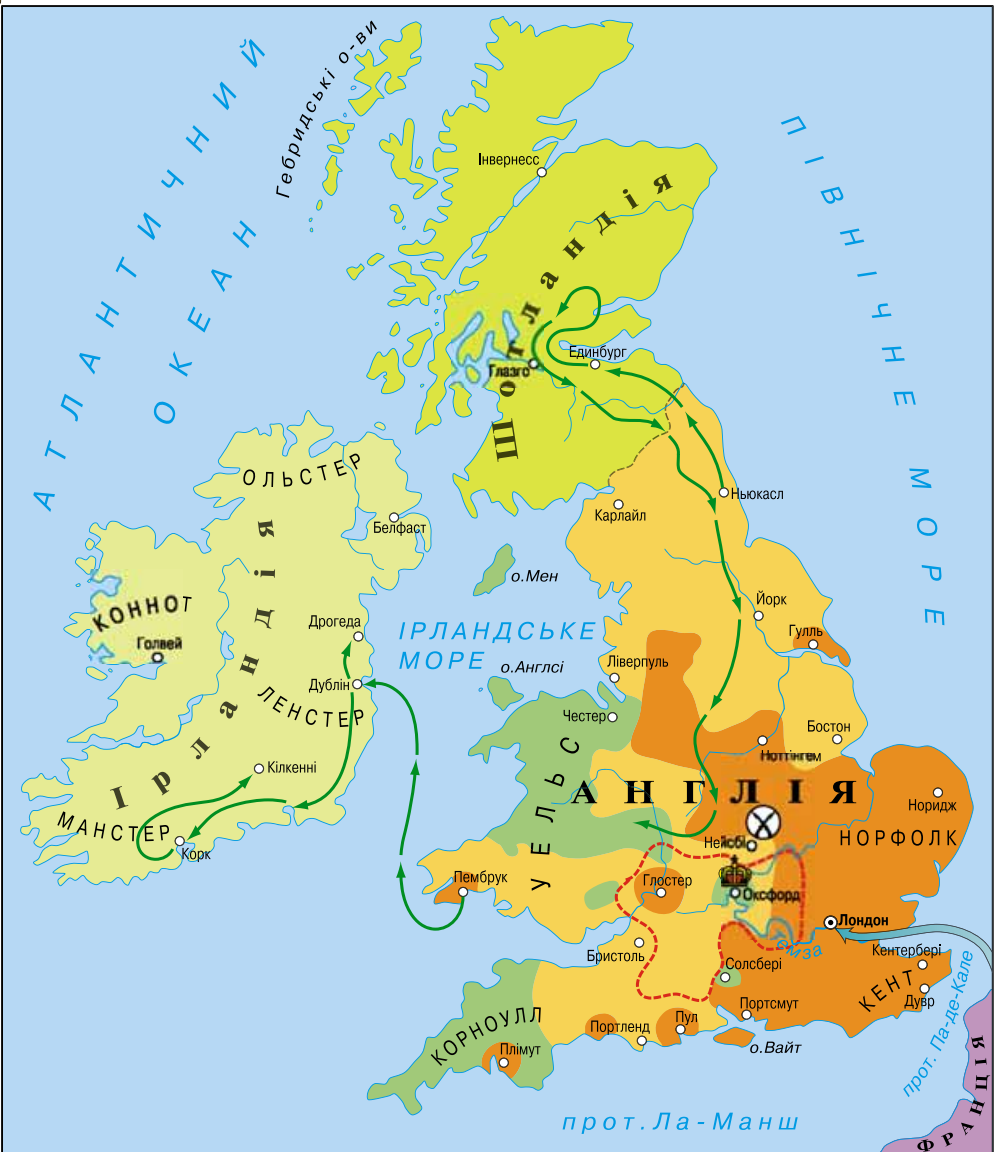 АТЛАНТИЧНИЙ
ОКЕАН
Гебридські о-ви
ПІВНІЧНЕ МОРЕ
Інвернесс
Шотландія
Единбург
Глазго
Ньюкасл
Карлайл
ОЛЬСТЕР
Белфаст
Ірландія
КОННОТ
Голвей
Дрогеда
Дублін
ЛЕНСТЕР
Кілкенні
МАНСТЕР
Корк
о.Мен
ІРЛАНДСЬКЕ
МОРЕ
о.Англсі
Йорк
Гулль
Ліверпуль
Честер
Бостон
Ноттінгем
АНГЛІЯ
УЕЛЬС
Норидж
НОРФОЛК
Нейсбі
Пембрук
Глостер
Оксфорд
Лондон
Темза
Бристоль
Солсбері
Кентербері
КЕНТ
Дувр
Портсмут
Пул
Портленд
о.Вайт
КОРНОУЛЛ
Плімут
прот. Па-де-Кале
прот. Ла-Манш
ФРАНЦІЯ